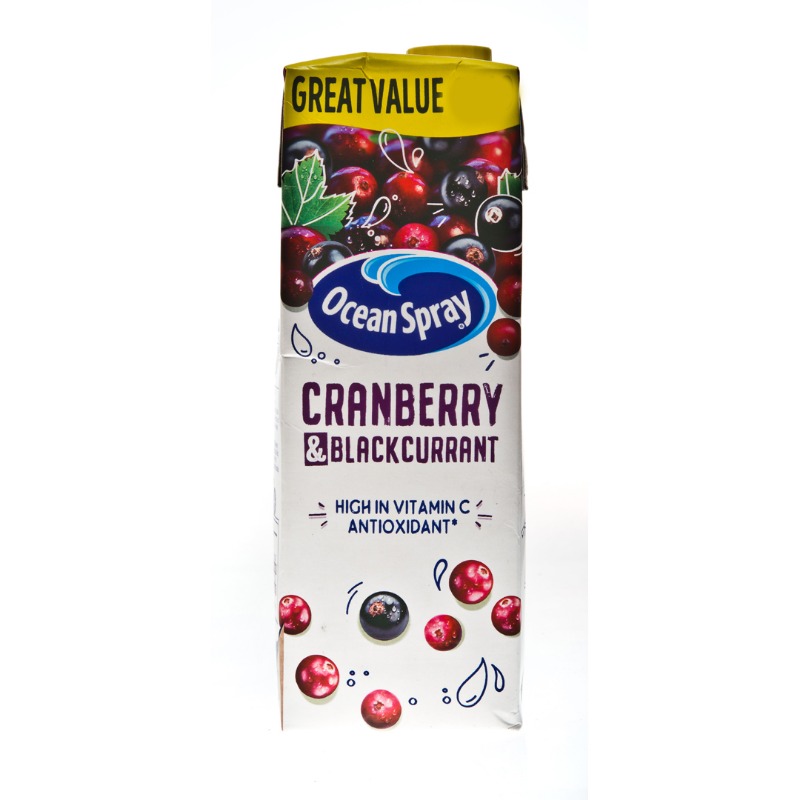 GREAT VALUE
Ocean Spray®
CRANBERRY
& BLACKCURRANT
HIGH IN VITAMIN C
ANTIOXIDANT*